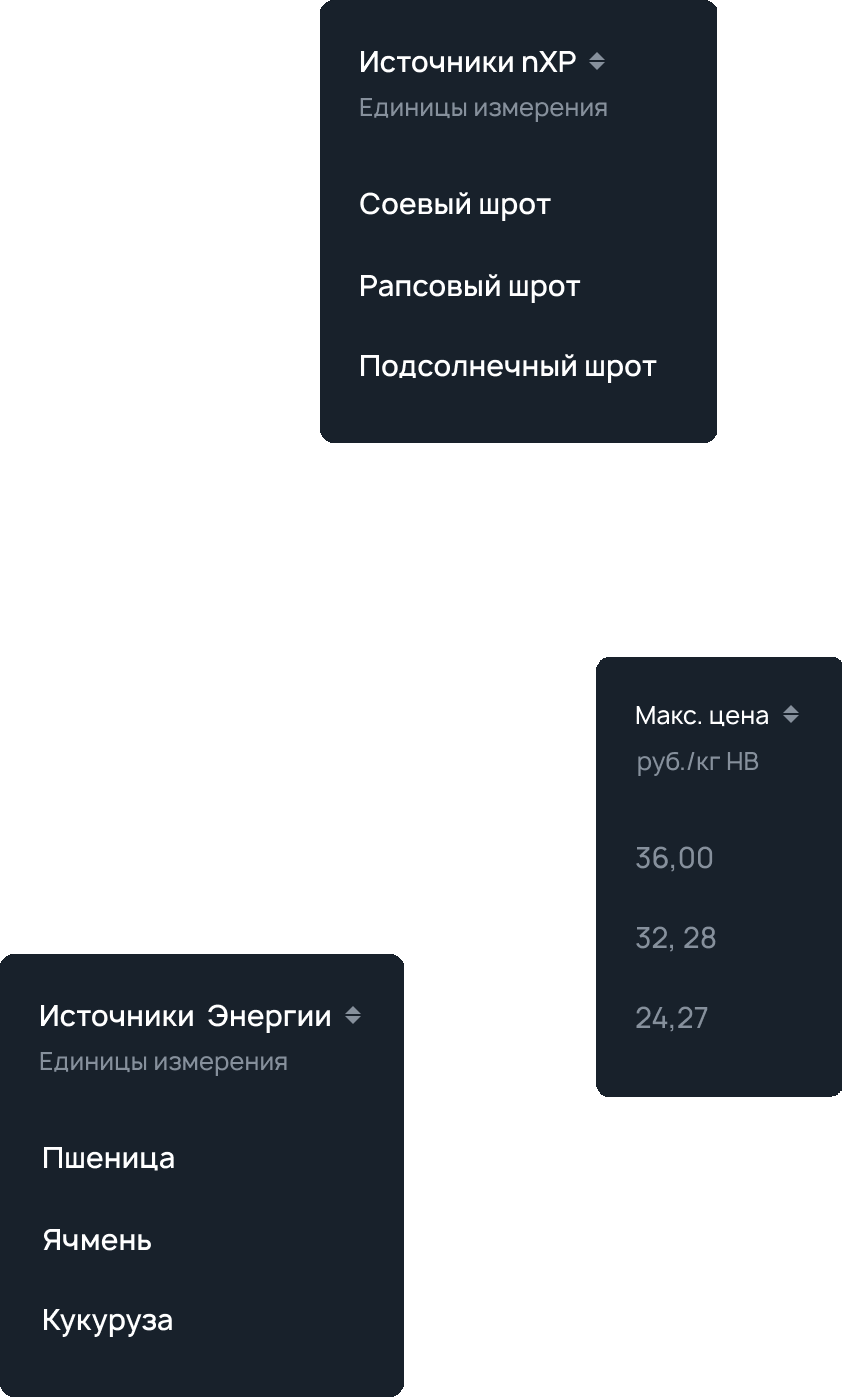 Источники nXP
Единицы измерения
Соевый шрот
Рапсовый шрот
Подсолнечный шрот
Макс. цена
руб./кг НВ
36,00
32, 28
24,27
Источники Энергии
Единицы измерения
Пшеница
Ячмень
Кукуруза